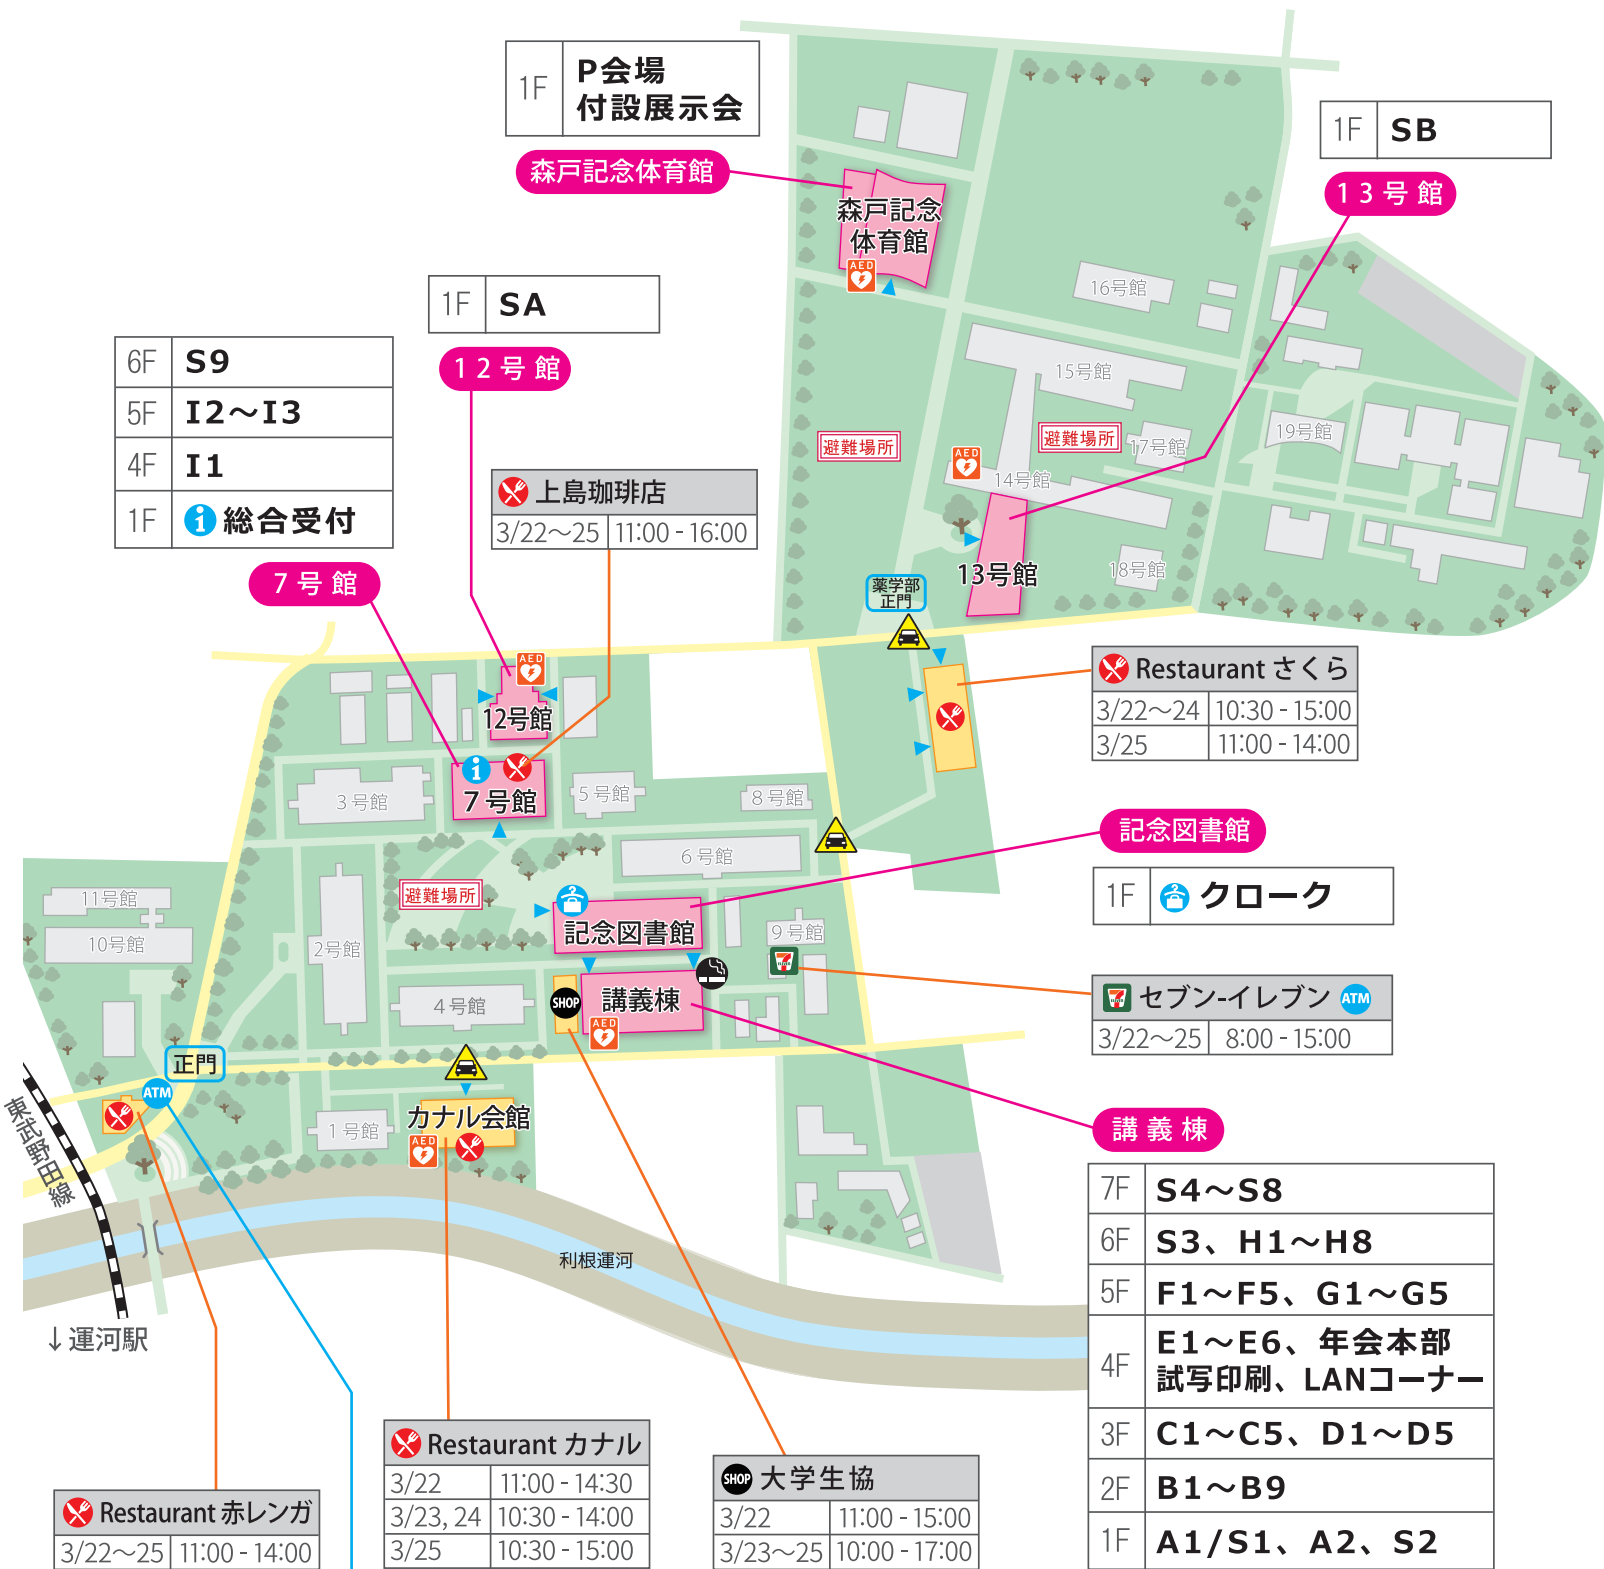 1F
P会場
付設展示会
森戸記念体育館
1F SB
13号館
森戸記念
体育館
AED
1F SA
12号館
6F S9
5F I2～I3
4F I1
1F 総合受付
7号館
上島珈琲店
3/22～25 11:00 - 16:00
16号館
15号館
避難場所
避難場所
17号館
19号館
AED
14号館
13号館
18号館
薬学部
正門
Restaurant さくら
3/22～24 10:30 - 15:00
3/25 11:00 - 14:00
AED
12号館
7号館
3号館
5号館
8号館
6号館
記念図書館
1F クローク
避難場所
11号館
10号館
2号館
記念図書館
9号館
4号館
SHOP
講義棟
AED
セブン-イレブン ATM
3/22～25 8:00 - 15:00
正門
ATM
カナル会館
AED
1号館
講義棟
東武野田線
利根運河
↓運河駅
7F S4～S8
6F S3、H1～H8
5F F1～F5、G1～G5
4F E1～E6、年会本部
試写印刷、LANコーナー
3F C1～C5、D1～D5
2F B1～B9
1F A1/S1、A2、S2
Restaurant カナル
3/22 11:00 - 14:30
3/23, 24 10:30 - 14:00
3/25 10:30 - 15:00
SHOP 大学生協
3/22 11:00 - 15:00
3/23～25 10:00 - 17:00
Restaurant 赤レンガ
3/22～25 11:00 - 14:00